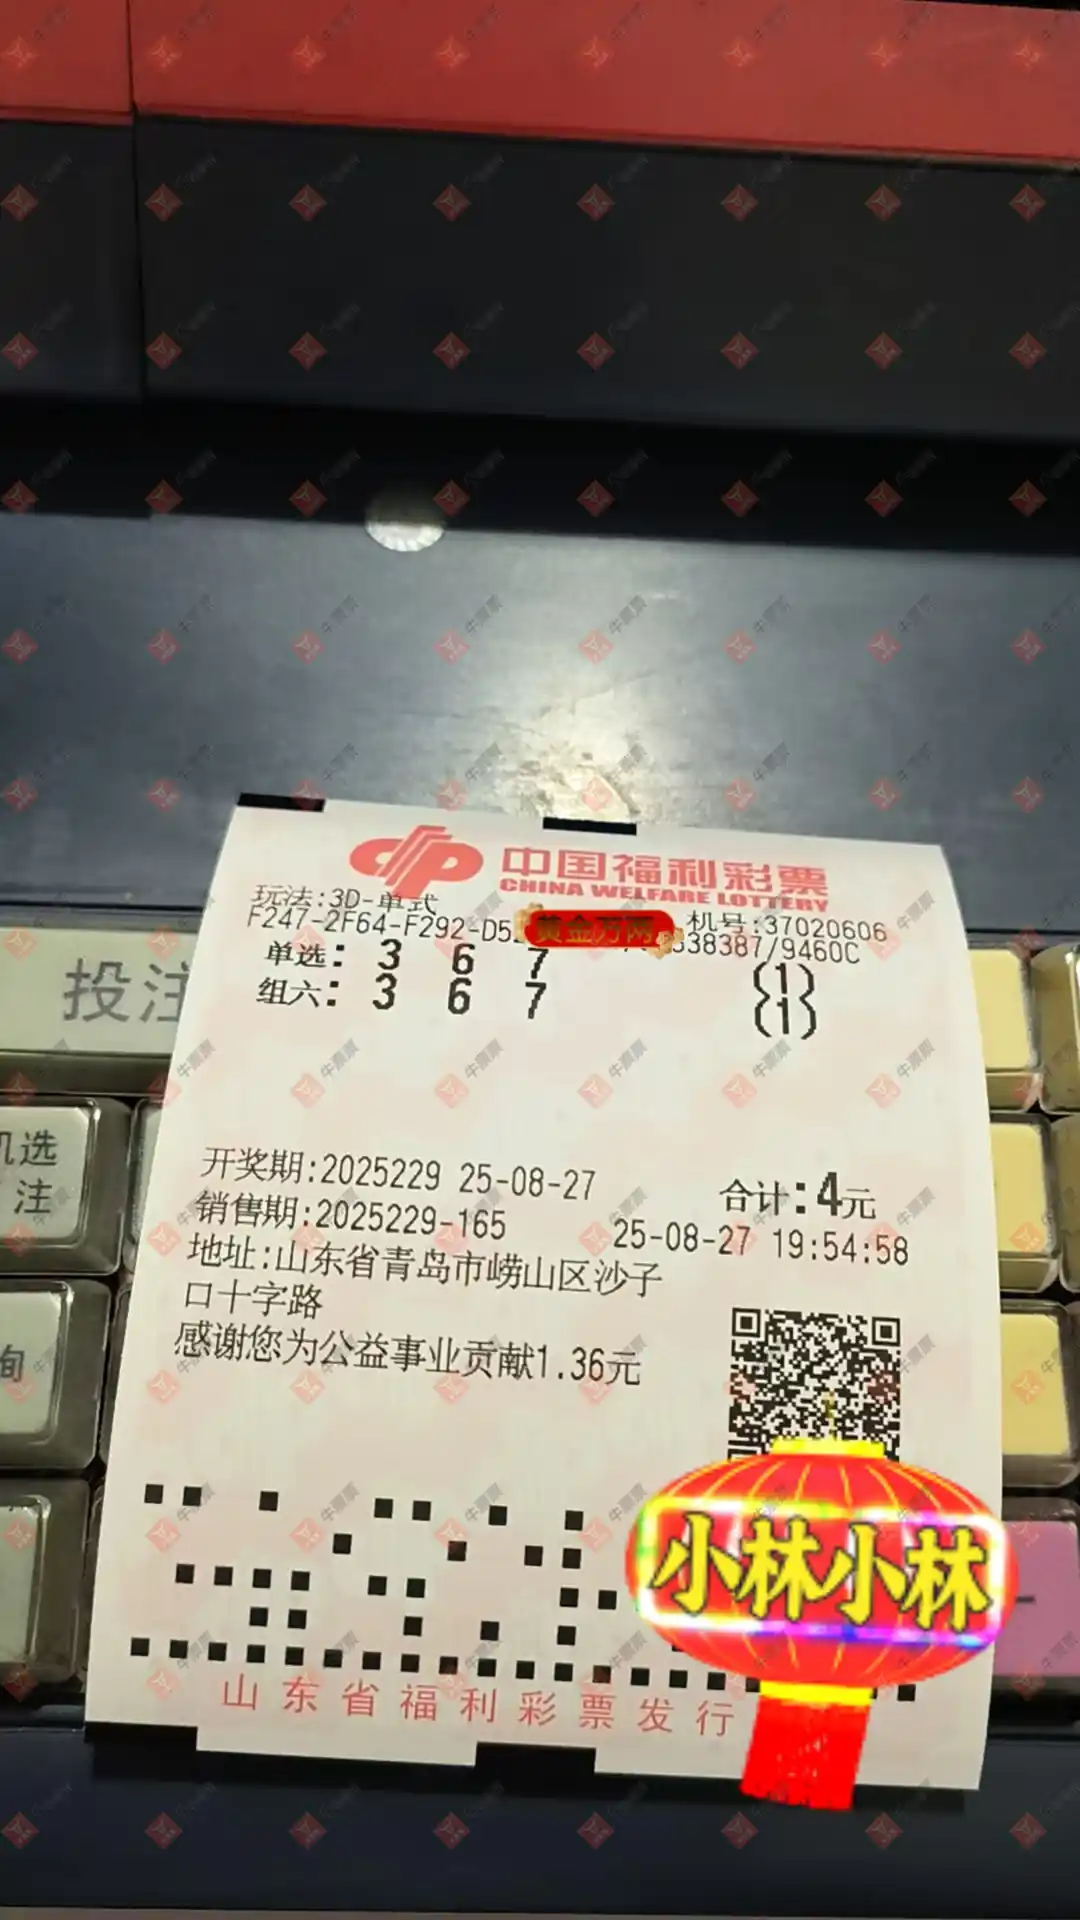 中国福利彩票
CHINA WELFARE LOTTERY
玩法:3D-单式
机号:37020606
F247-2F64-F292-D5
黄金万两
338387/9460C
单选: 3 6 7 (1)
组六: 3 6 7 (1)
开奖期:2025229 25-08-27
合计:4元
销售期:2025229-165 25-08-27 19:54:58
地址:山东省青岛市崂山区沙子
口十字路
感谢您为公益事业贡献1.36元
小林小林
山东省福利彩票发行
投注
机选
注
询
牛票票